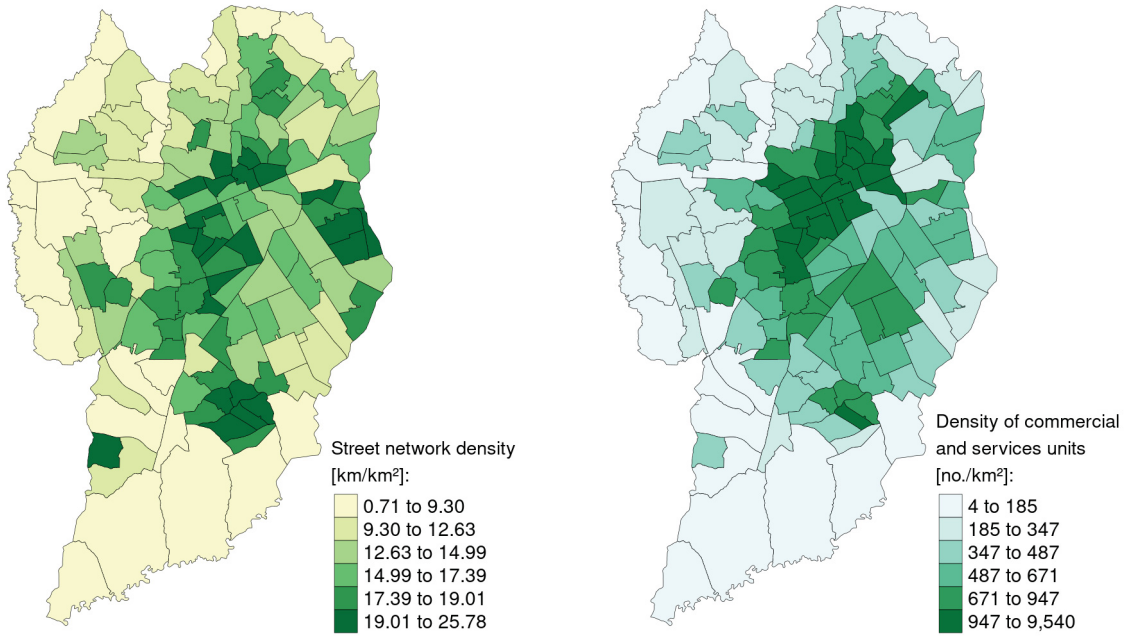 Street network density
[km/km²]:
0.71 to 9.30
9.30 to 12.63
12.63 to 14.99
14.99 to 17.39
17.39 to 19.01
19.01 to 25.78
Density of commercial
and services units
[no./km²]:
4 to 185
185 to 347
347 to 487
487 to 671
671 to 947
947 to 9,540